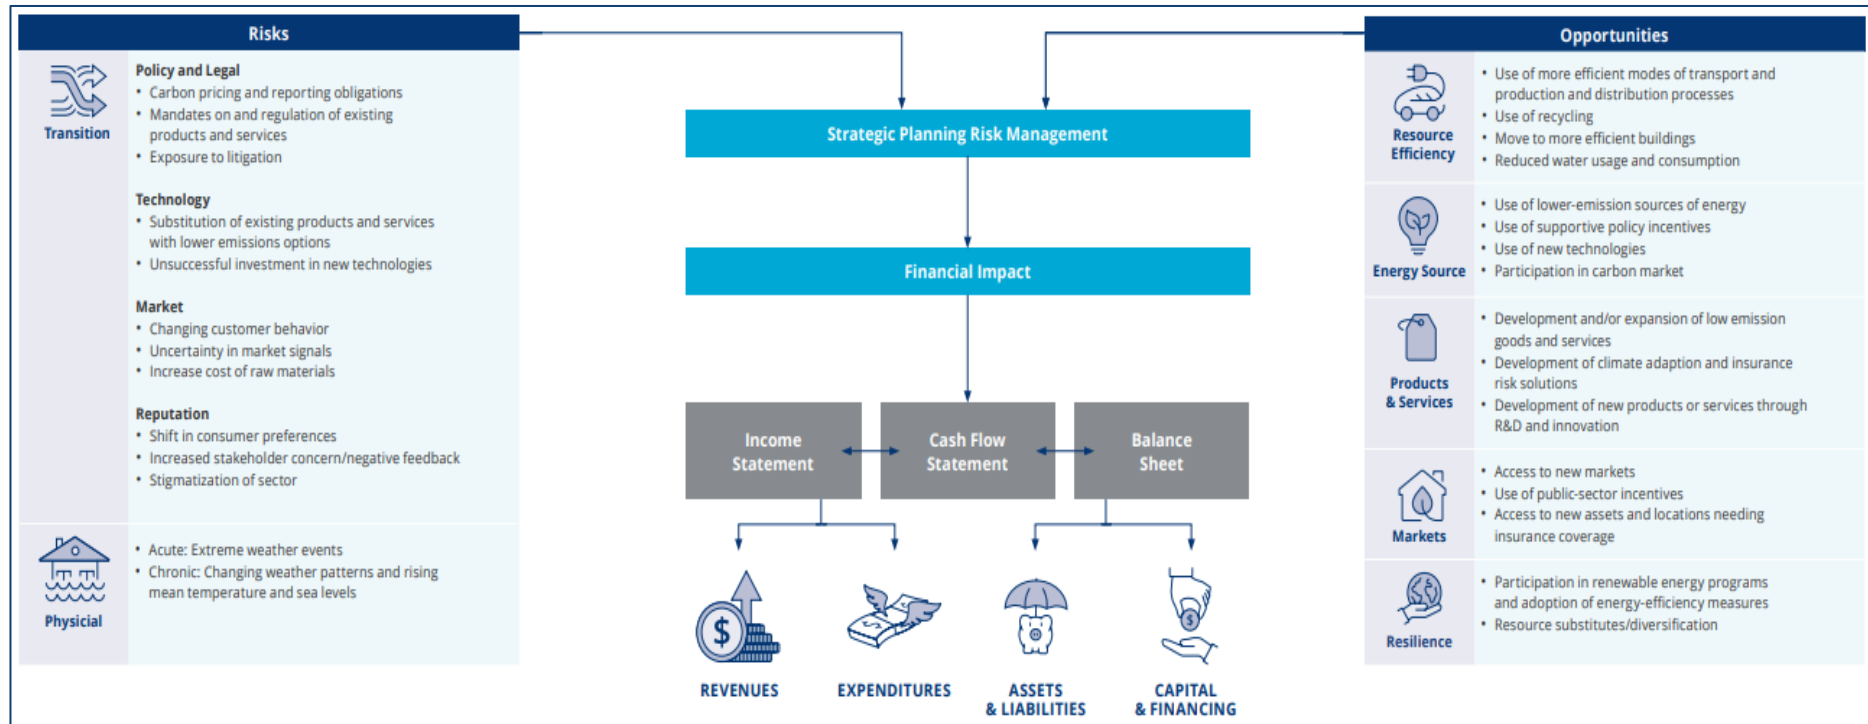 Risks
Transition
Policy and Legal
• Carbon pricing and reporting obligations
• Mandates on and regulation of existing
products and services
• Exposure to litigation
Technology
• Substitution of existing products and services
with lower emissions options
• Unsuccessful investment in new technologies
Market
• Changing customer behavior
• Uncertainty in market signals
• Increase cost of raw materials
Reputation
• Shift in consumer preferences
• Increased stakeholder concern/negative feedback
• Stigmatization of sector
Physicial
• Acute: Extreme weather events
• Chronic: Changing weather patterns and rising
mean temperature and sea levels
Strategic Planning Risk Management
Financial Impact
Income
Statement
Cash Flow
Statement
Balance
Sheet
$
REVENUES
EXPENDITURES
ASSETS
& LIABILITIES
$
CAPITAL
& FINANCING
Opportunities
Resource
Efficiency
• Use of more efficient modes of transport and
production and distribution processes
• Use of recycling
• Move to more efficient buildings
• Reduced water usage and consumption
Energy Source
• Use of lower-emission sources of energy
• Use of supportive policy incentives
• Use of new technologies
• Participation in carbon market
Products
& Services
• Development and/or expansion of low emission
goods and services
• Development of climate adaption and insurance
risk solutions
• Development of new products or services through
R&D and innovation
Markets
• Access to new markets
• Use of public-sector incentives
• Access to new assets and locations needing
insurance coverage
Resilience
• Participation in renewable energy programs
and adoption of energy-efficiency measures
• Resource substitutes/diversification